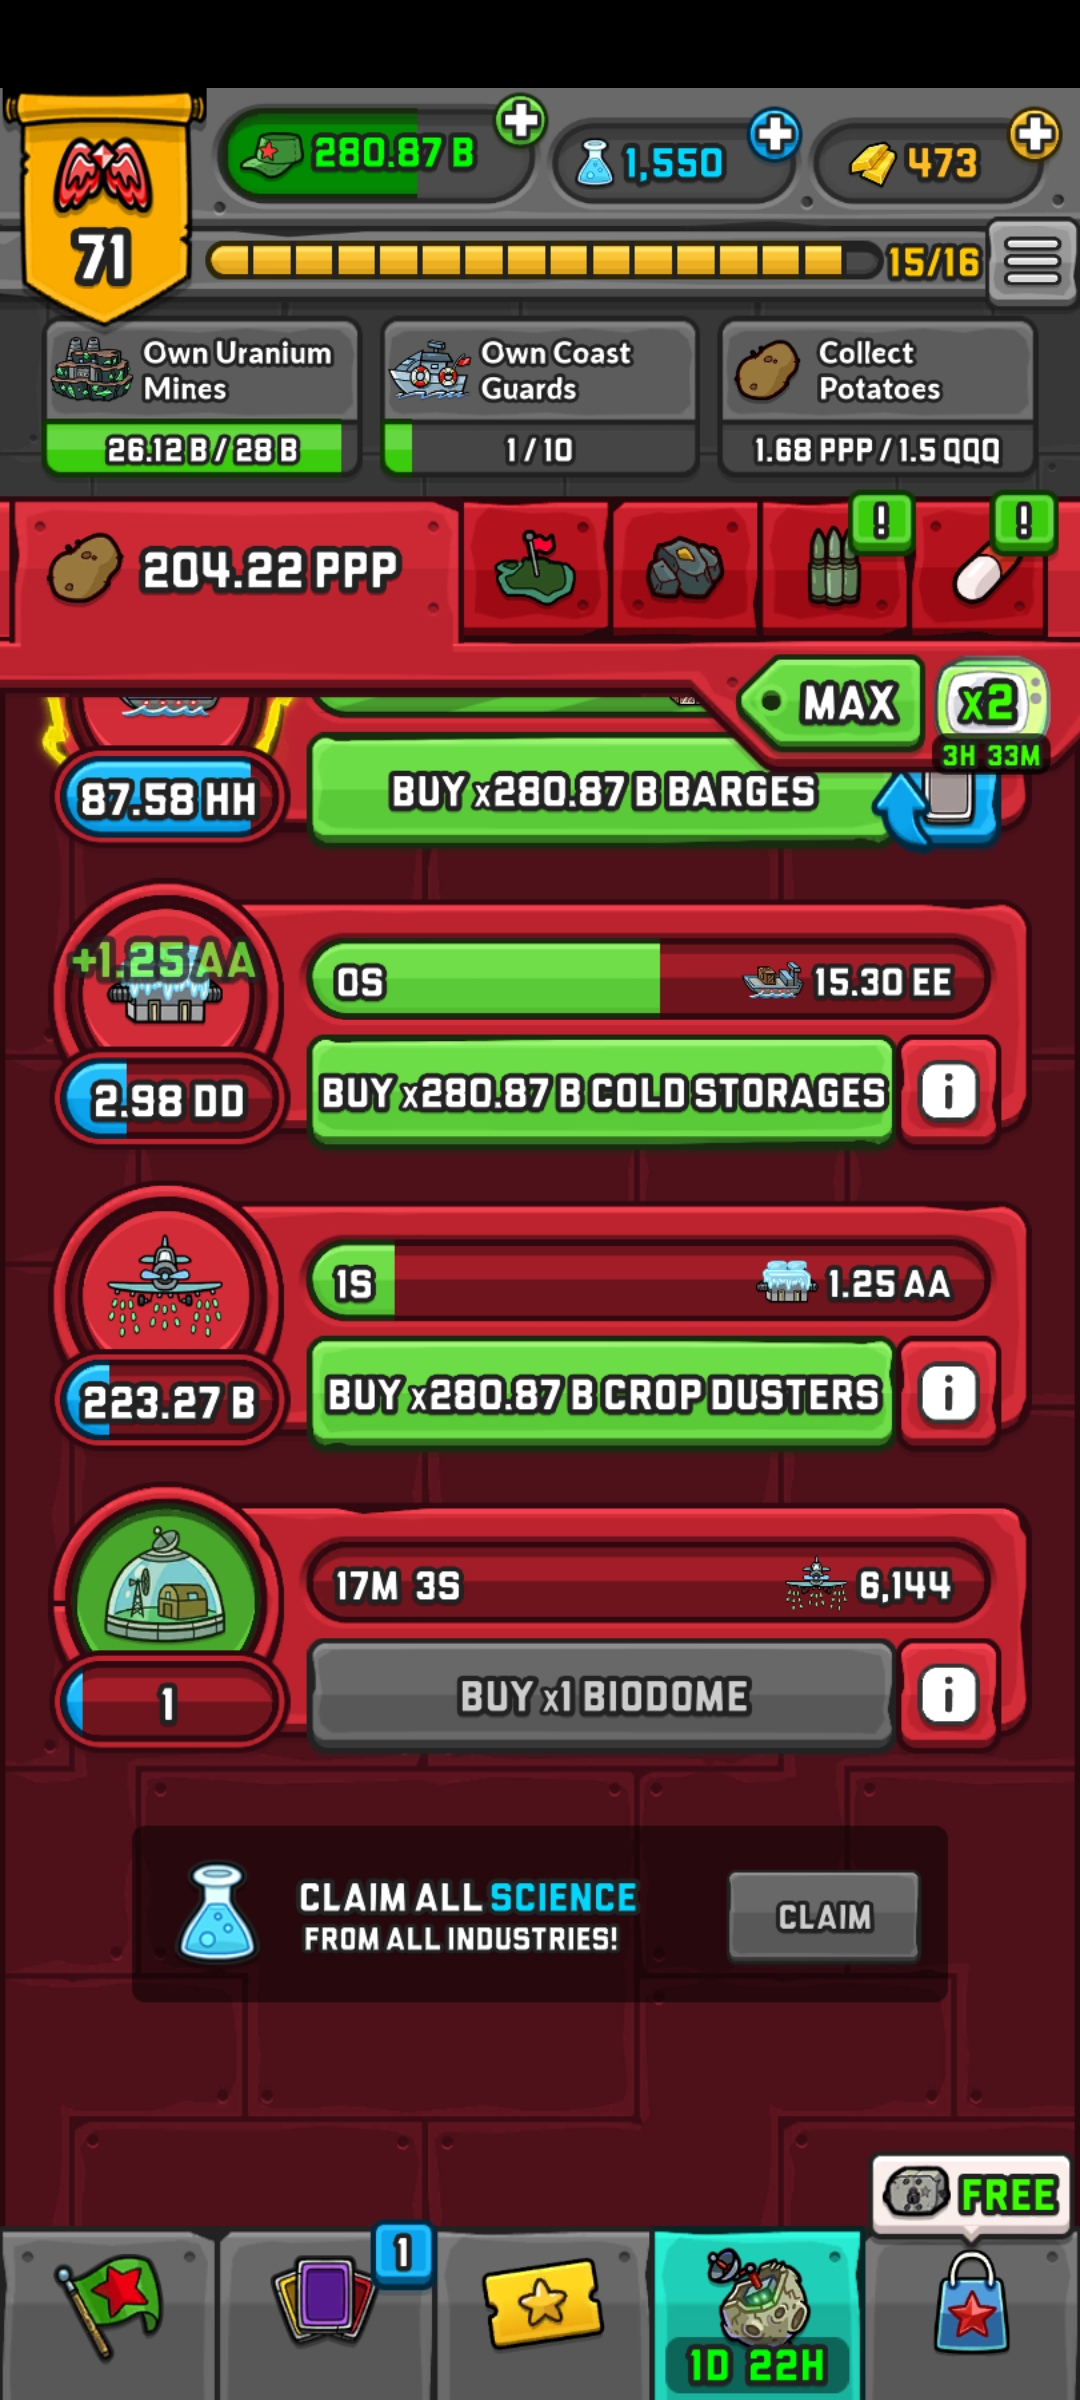 280.87 B
1,550
473
71
15/16
Own Uranium
Mines
26.12 B / 28 B
Own Coast
Guards
1 / 10
Collect
Potatoes
1.68 PPP / 1.5 QQQ
204.22 PPP
!
!
MAX
x2
3H 33M
87.58 HH
BUY x280.87 B BARGES
+1.25 AA
0S
15.30 EE
2.98 DD
BUY x280.87 B COLD STORAGES
i
1S
1.25 AA
223.27 B
BUY x280.87 B CROP DUSTERS
i
17M 3S
6,144
1
BUY x1 BIODOME
i
CLAIM ALL SCIENCE
FROM ALL INDUSTRIES!
CLAIM
FREE
1
1D 22H